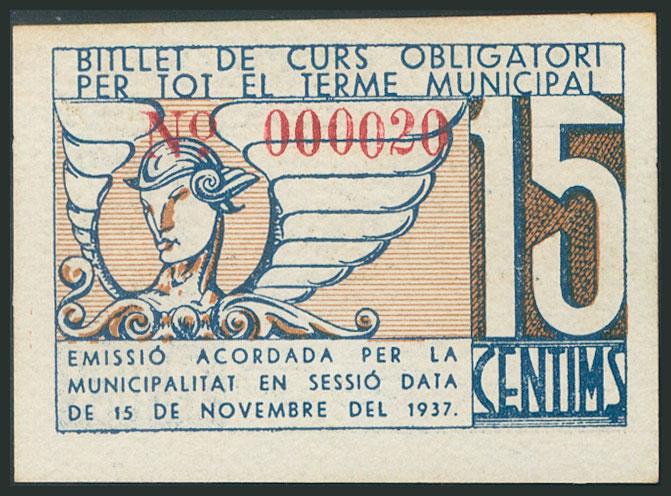 BITLLET DE CURS OBLIGATORI
PER TOT EL TERME MUNICIPAL
Nº 000020
15
CENTIMS
EMISSIÓ ACORDADA PER LA
MUNICIPALITAT EN SESSIÓ DATA
DE 15 DE NOVEMBRE DEL 1937.